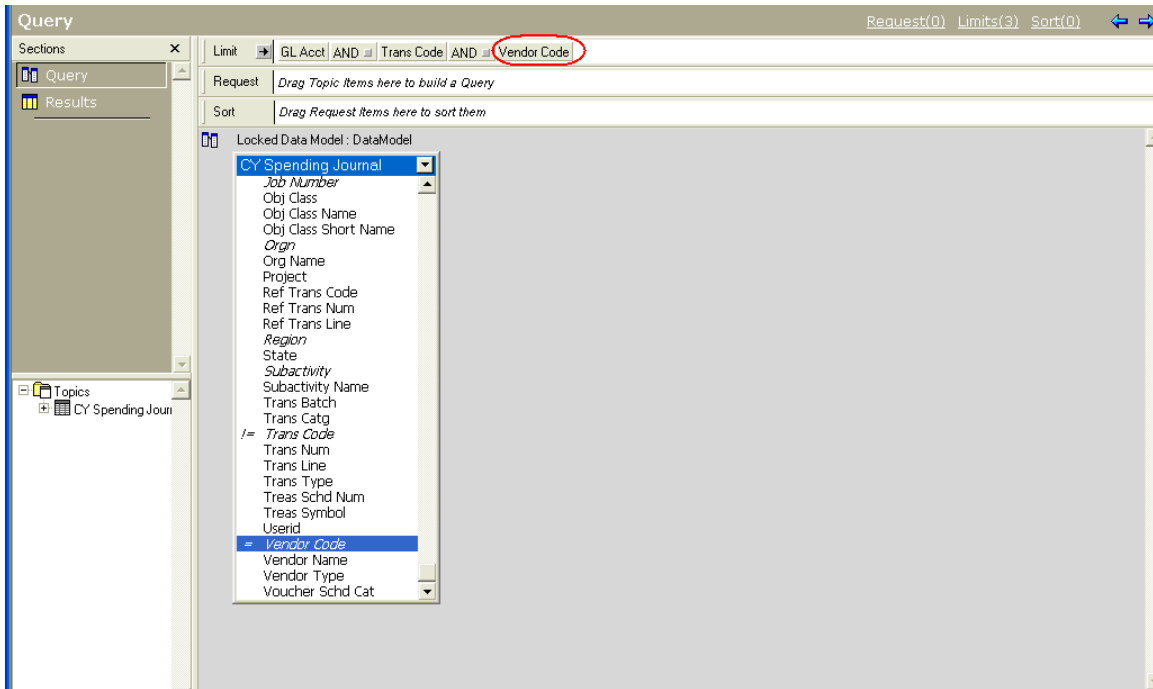 Query
Request(0) Limits(3) Sort(0)
Sections
Query
Results
Limit GL Acct AND Trans Code AND Vendor Code
Request Drag Topic Items here to build a Query
Sort Drag Request Items here to sort them
Locked Data Model : DataModel
CY Spending Journal
Job Number
Obj Class
Obj Class Name
Obj Class Short Name
Orgn
Org Name
Project
Ref Trans Code
Ref Trans Num
Ref Trans Line
Region
State
Subactivity
Subactivity Name
Trans Batch
Trans Catg
!= Trans Code
Trans Num
Trans Line
Trans Type
Treas Schd Num
Treas Symbol
Userid
= Vendor Code
Vendor Name
Vendor Type
Voucher Schd Cat
Topics
CY Spending Journ